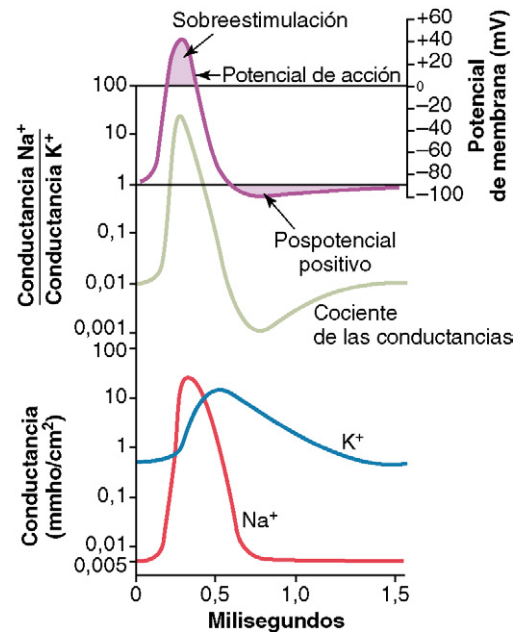 Sobreestimulación
Potencial de acción
+60
+40
+20
0
−20
−40
−60
−80
−100
Potencial
de membrana (mV)
100
10
1
0,1
0,01
0,001
Conductancia Na+
Conductancia K+
Pospotencial
positivo
Cociente
de las conductancias
100
10
1
0,1
0,01
0,005
Conductancia
(mmho/cm²)
K+
Na+
0
0,5
1,0
1,5
Milisegundos